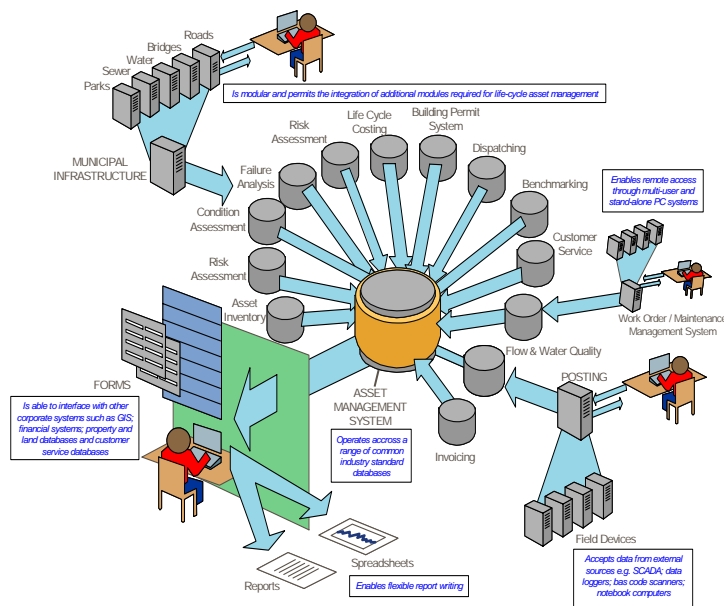 Roads
Bridges
Water
Sewer
Parks
Is modular and permits the integration of additional modules required for life-cycle asset management
MUNICIPAL
INFRASTRUCTURE
Life Cycle
Costing
Building Permit
System
Risk
Assessment
Dispatching
Failure
Analysis
Benchmarking
Condition
Assessment
Customer
Service
Risk
Assessment
Asset
Inventory
Enables remote access
through multi-user and
stand-alone PC systems
Work Order / Maintenance
Management System
Flow & Water Quality
POSTING
FORMS
Is able to interface with other
corporate systems such as GIS;
financial systems; property and
land databases and customer
service databases
ASSET
MANAGEMENT
SYSTEM
Operates accross a
range of common
industry standard
databases
Invoicing
Field Devices
Accepts data from external
sources e.g. SCADA; data
loggers; bas code scanners;
notebook computers
Spreadsheets
Reports
Enables flexible report writing